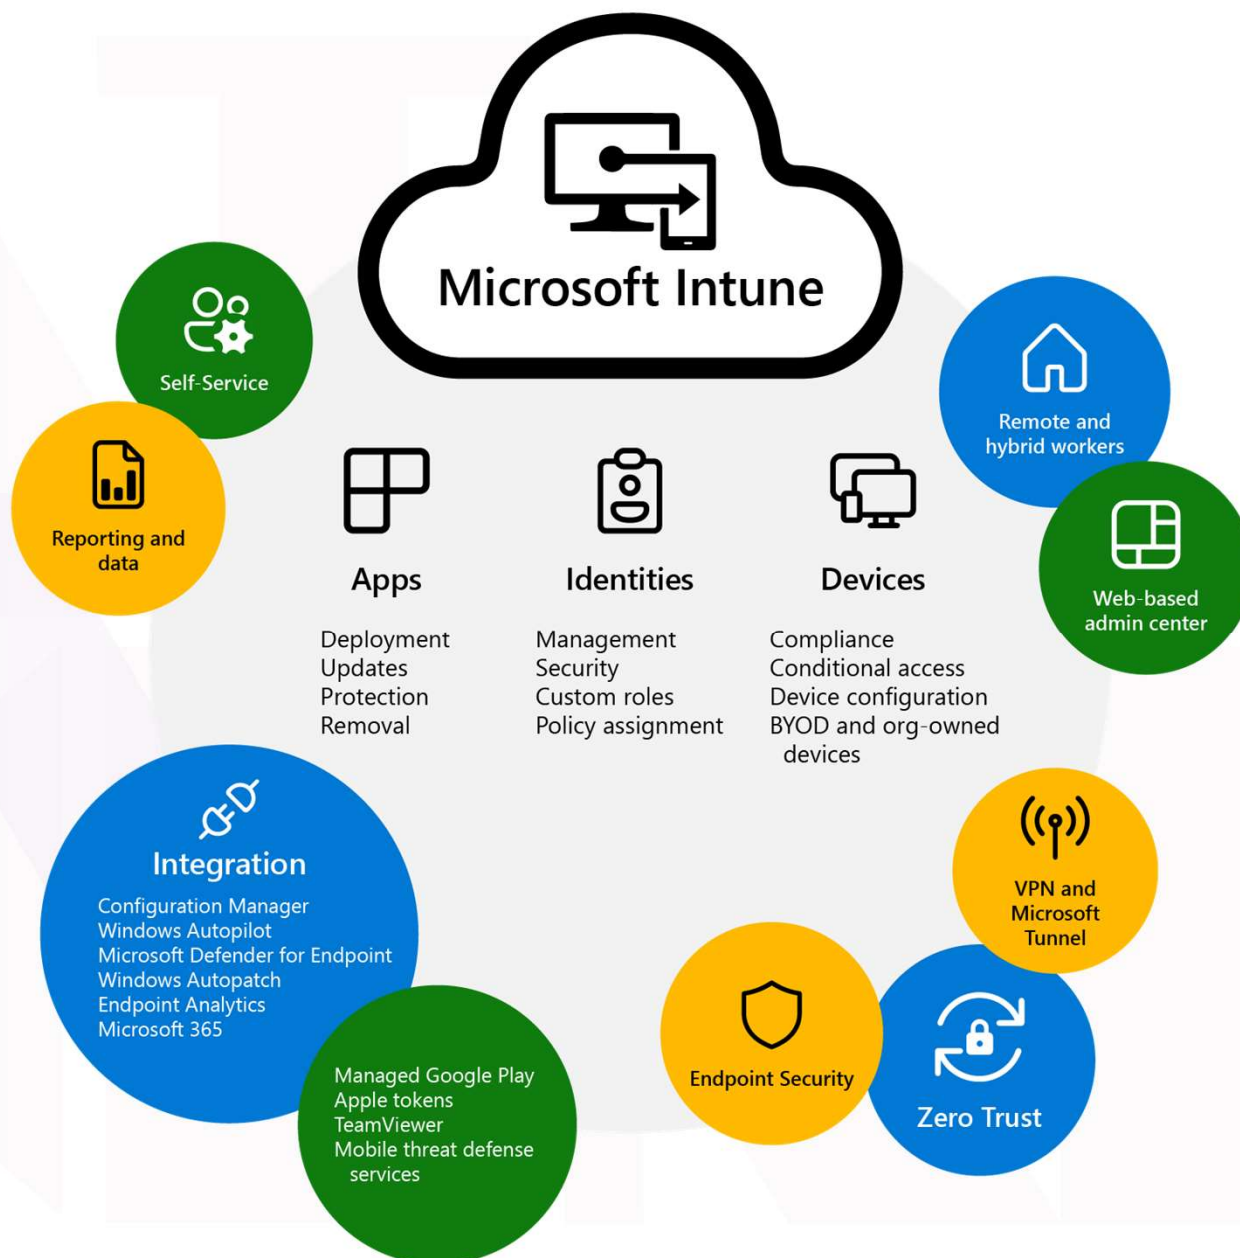 Microsoft Intune
Self-Service
Reporting and
data
Remote and
hybrid workers
Web-based
admin center
Apps
Deployment
Updates
Protection
Removal
Identities
Management
Security
Custom roles
Policy assignment
Devices
Compliance
Conditional access
Device configuration
BYOD and org-owned
devices
Integration
Configuration Manager
Windows Autopilot
Microsoft Defender for Endpoint
Windows Autopatch
Endpoint Analytics
Microsoft 365
Managed Google Play
Apple tokens
TeamViewer
Mobile threat defense
services
VPN and
Microsoft
Tunnel
Endpoint Security
Zero Trust